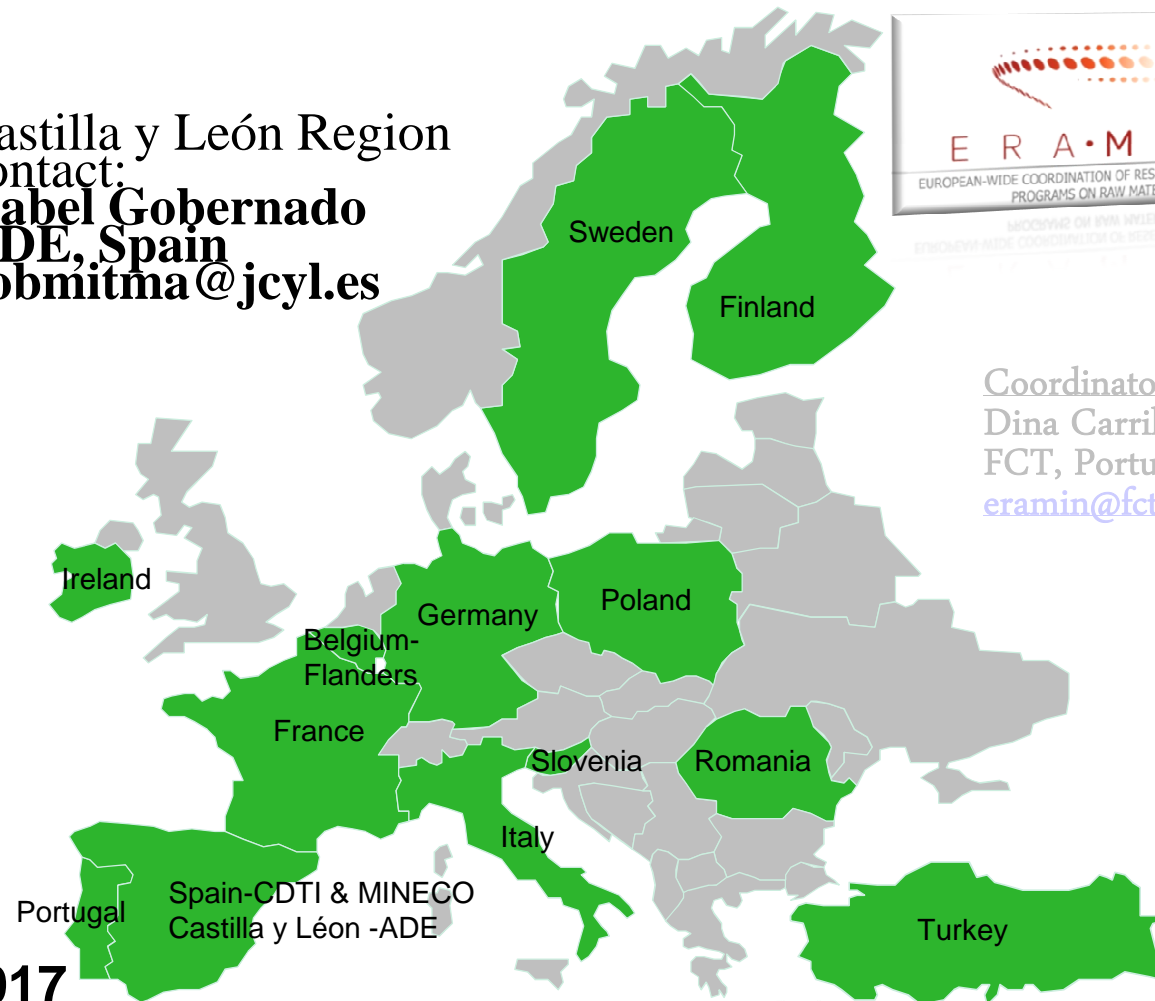 astilla y León Region
ontact:
abel Gobernado
DE, Spain
obmitma@jcyl.es
E R A • M
EUROPEAN-WIDE COORDINATION OF RES
PROGRAMS ON RAW MATE
Sweden
Finland
Coordinato
Dina Carril
FCT, Portu
eramin@fct
Ireland
Germany
Poland
Belgium-
Flanders
France
Slovenia
Romania
Italy
Portugal
Spain-CDTI & MINECO
Castilla y Léon -ADE
Turkey
017